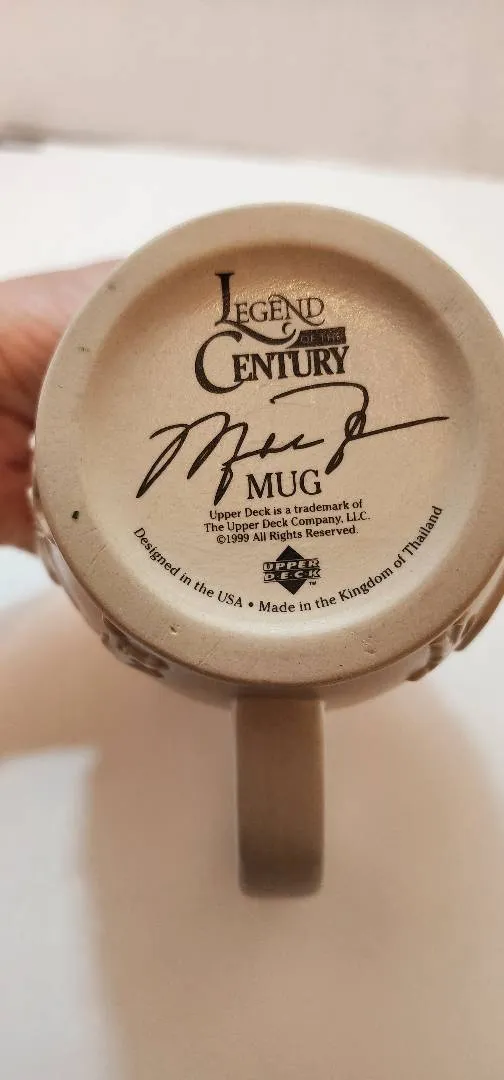 LEGEND
OF THE
CENTURY
MUG
Upper Deck is a trademark of
The Upper Deck Company, LLC.
©1999 All Rights Reserved.
UPPER
DECK™
Designed in the USA • Made in the Kingdom of Thailand